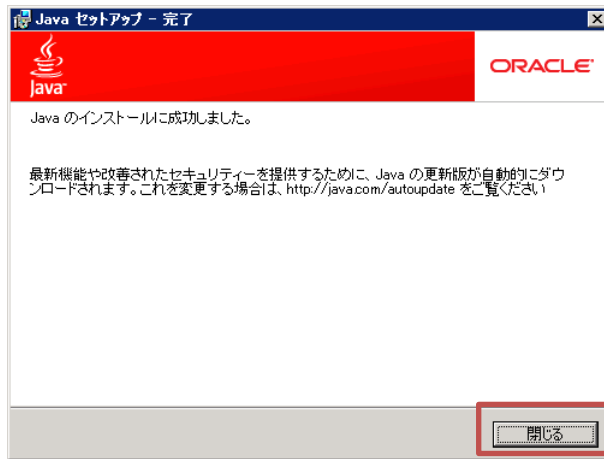 Java セットアップ - 完了
Java
ORACLE
Java のインストールに成功しました。
最新機能や改善されたセキュリティーを提供するために、Java の更新版が自動的にダウ
ンロードされます。これを変更する場合は、http://java.com/autoupdate をご覧ください
閉じる